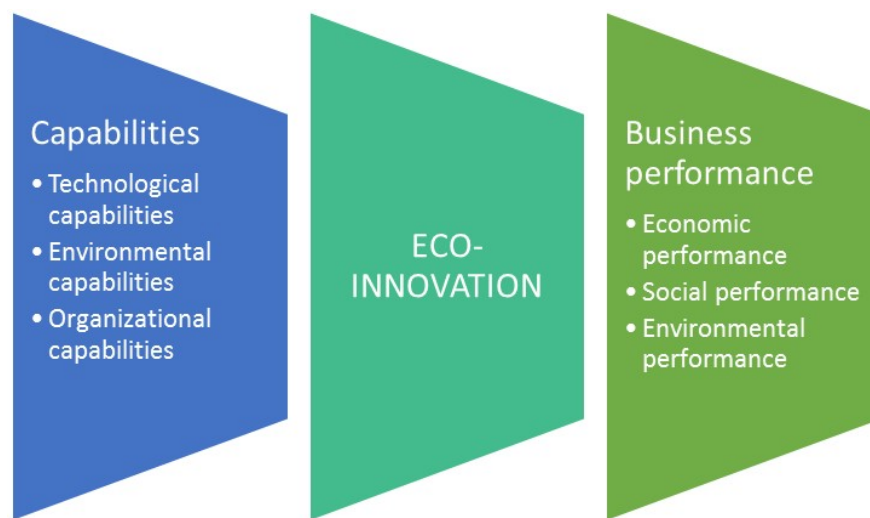 Capabilities
• Technological
capabilities
• Environmental
capabilities
• Organizational
capabilities
ECO-
INNOVATION
Business
performance
• Economic
performance
• Social performance
• Environmental
performance